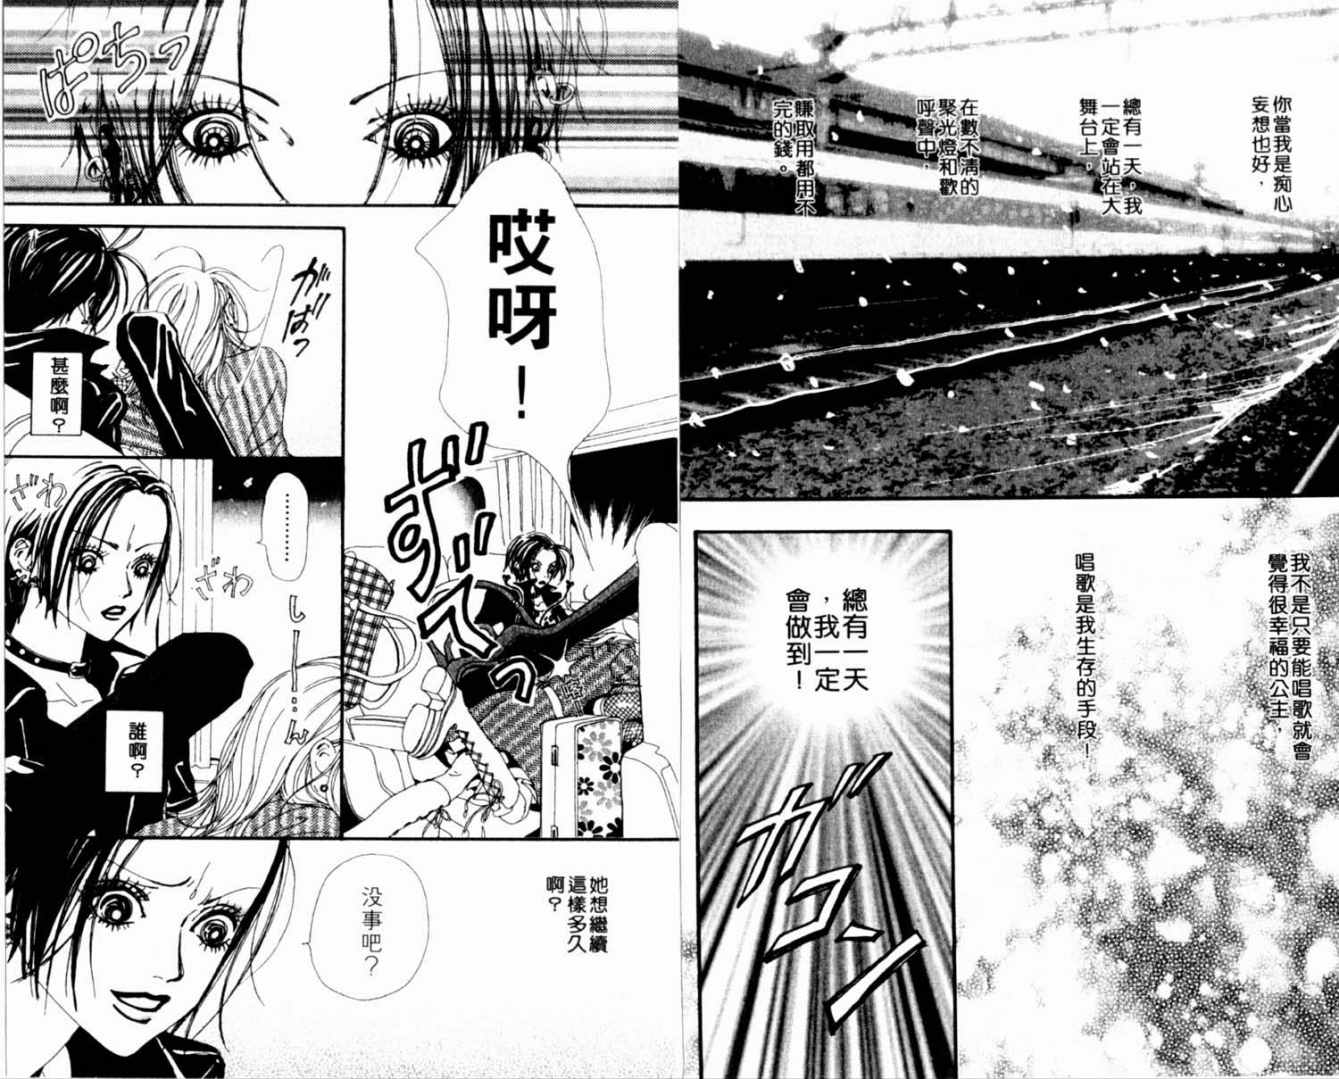 你當我是痴心
妄想也好，
總有一天，我
一定會站在大
舞台上，
在數不清的
聚光燈和歡
呼聲中，
賺取用都用不
完的錢。
我不是只要能唱歌就會
覺得很幸福的公主，
唱歌是我生存的手段！
總有一天
，我一定
會做到！
ガコン
ぱちっ
哎呀！
ずでてっ
がばっ
甚麼啊？
ざわ
ざわ
…………
しーー…ん
誰啊？
她想繼續
這樣多久
啊？
没事吧？